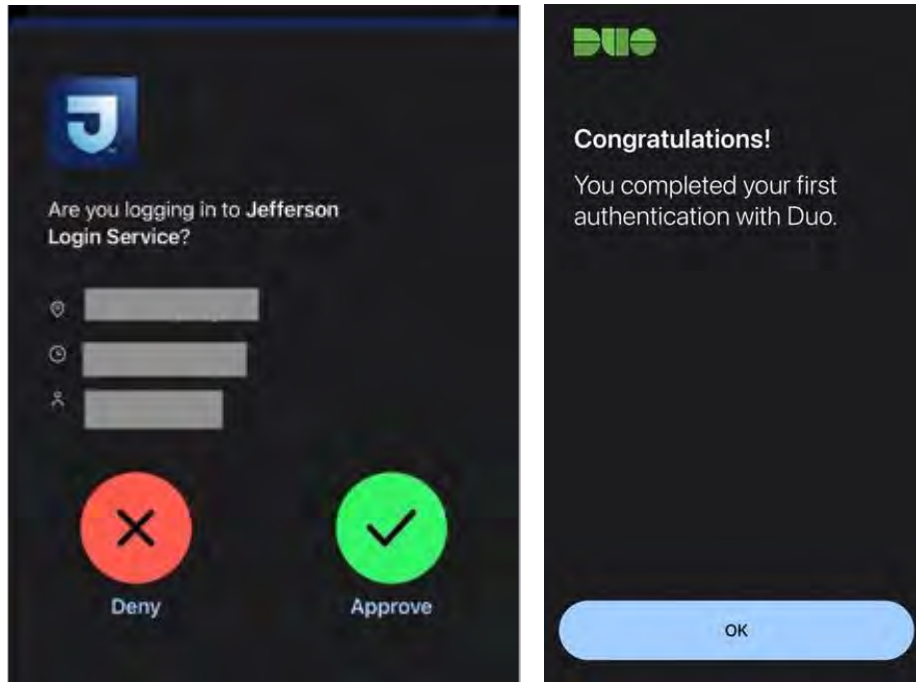 Are you logging in to Jefferson
Login Service?
Deny
Approve
DUO
Congratulations!
You completed your first
authentication with Duo.
OK